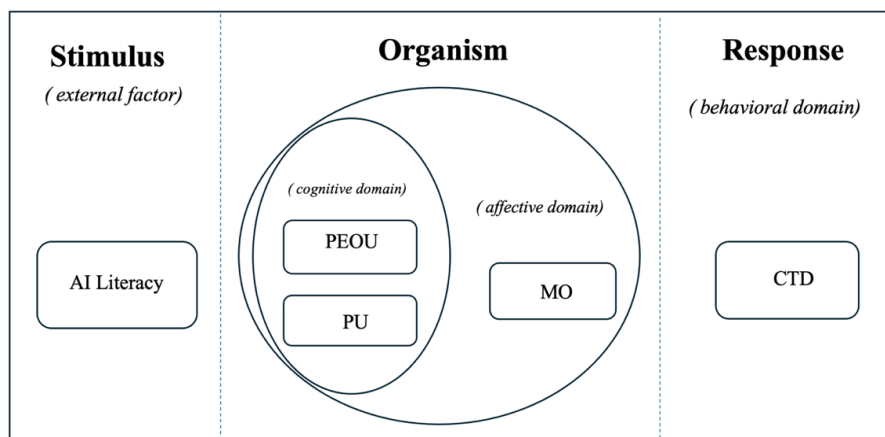 Stimulus
( external factor)
AI Literacy
Organism
( cognitive domain)
PEOU
PU
( affective domain)
MO
Response
( behavioral domain)
CTD